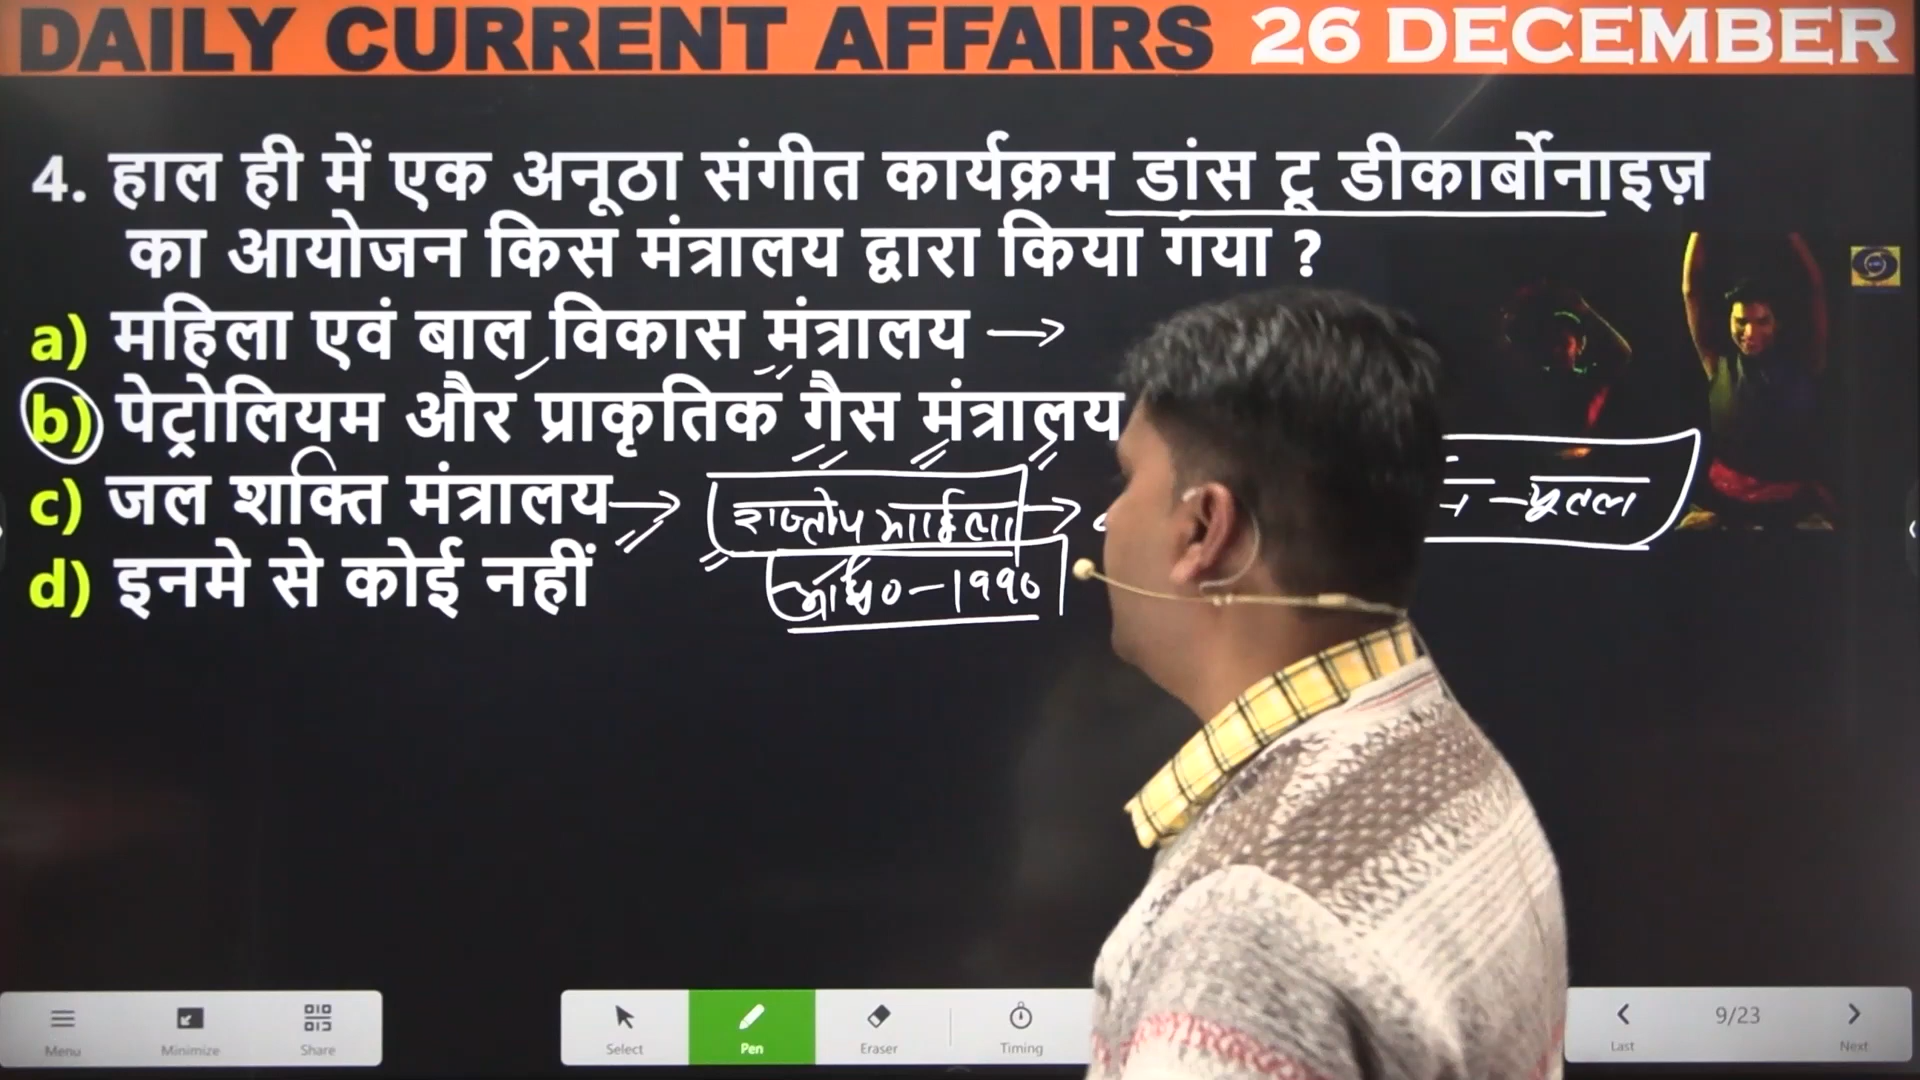 DAILY CURRENT AFFAIRS 26 DECEMBER
4. हाल ही में एक अनूठा संगीत कार्यक्रम डांस टू डीकार्बोनाइज़
का आयोजन किस मंत्रालय द्वारा किया गया ?
a) महिला एवं बाल विकास मंत्रालय →
b) पेट्रोलियम और प्राकृतिक गैस मंत्रालय
c) जल शक्ति मंत्रालय →
d) इनमे से कोई नहीं
1990
Menu Minimize Share Select Pen Eraser Timing Last 9/23 Next